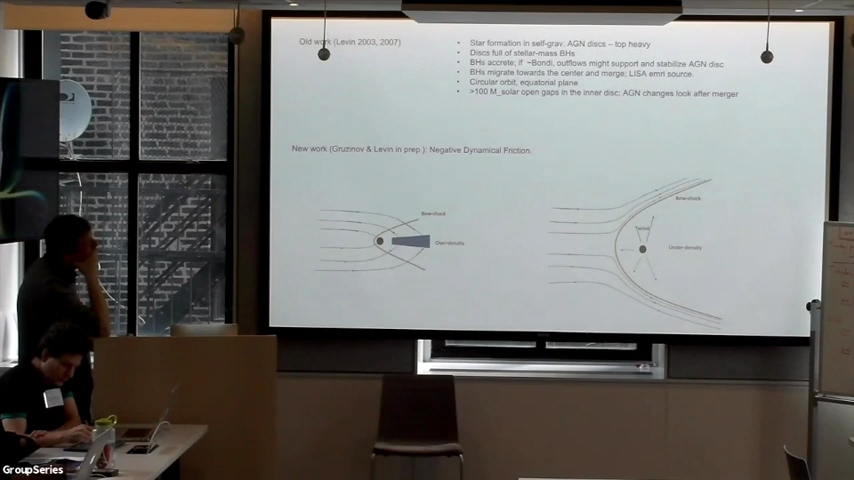 Old work (Levin 2003, 2007)
• Star formation in self-grav. AGN discs – top heavy
• Discs full of stellar-mass BHs
• BHs accrete; if ~Bondi, outflows might support and stabilize AGN disc
• BHs migrate towards the center and merge; LISA emri source.
• Circular orbit, equatorial plane
• >100 M_solar open gaps in the inner disc; AGN changes look after merger
New work (Gruzinov & Levin in prep.): Negative Dynamical Friction.
Bow-shock
Over-density
Bow-shock
Under-density
GroupSeries